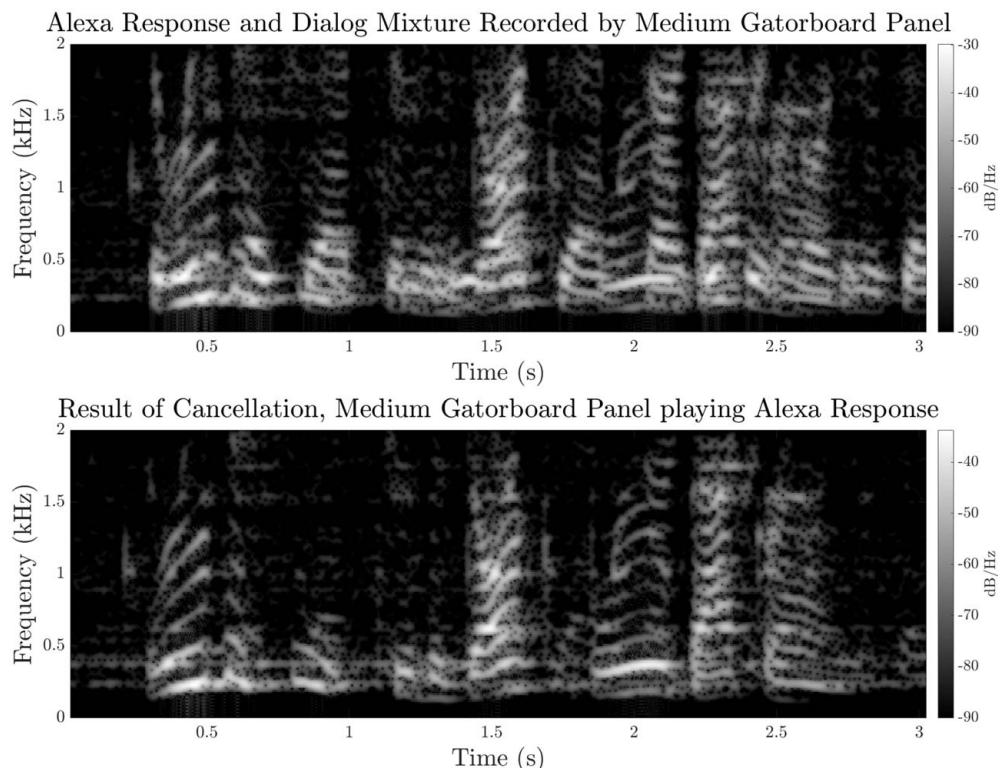 Alexa Response and Dialog Mixture Recorded by Medium Gatorboard Panel
2
1.5
1
0.5
0
Frequency (kHz)
0.5 1 1.5 2 2.5 3
Time (s)
-30
-40
-50
-60
-70
-80
-90
dB/Hz
Result of Cancellation, Medium Gatorboard Panel playing Alexa Response
2
1.5
1
0.5
0
Frequency (kHz)
0.5 1 1.5 2 2.5 3
Time (s)
-40
-50
-60
-70
-80
-90
dB/Hz